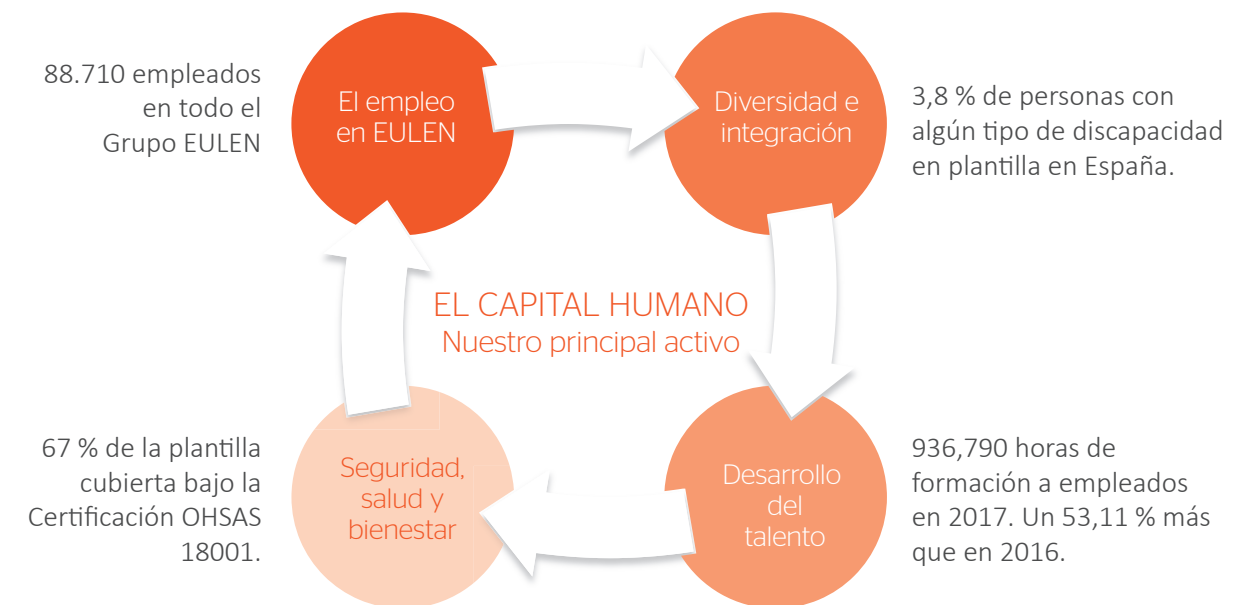 88.710 empleados
en todo el
Grupo EULEN
El empleo
en EULEN
Diversidad e
integración
3,8 % de personas con
algún tipo de discapacidad
en plantilla en España.
EL CAPITAL HUMANO
Nuestro principal activo
67 % de la plantilla
cubierta bajo la
Certificación OHSAS
18001.
Seguridad,
salud y
bienestar
Desarrollo
del
talento
936,790 horas de
formación a empleados
en 2017. Un 53,11 % más
que en 2016.